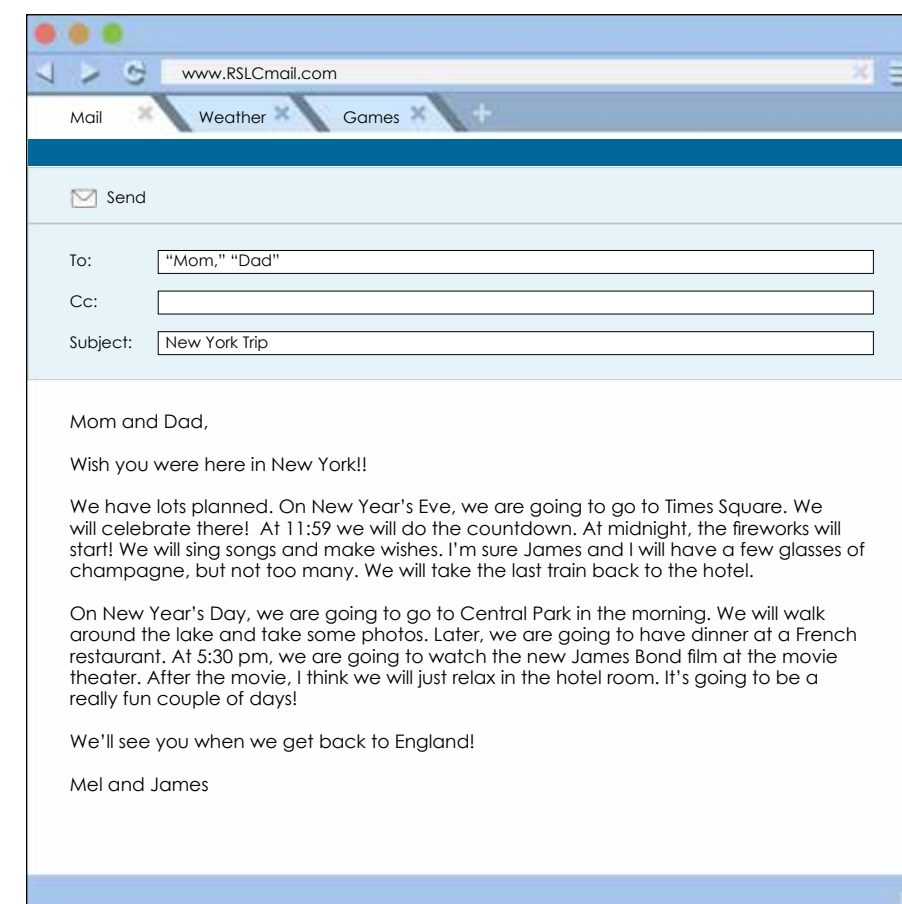 www.RSLCmail.com
Mail Weather Games
Send
To: “Mom,” “Dad”
Cc:
Subject: New York Trip
Mom and Dad,
Wish you were here in New York!!
We have lots planned. On New Year’s Eve, we are going to go to Times Square. We
will celebrate there!  At 11:59 we will do the countdown. At midnight, the fireworks will
start! We will sing songs and make wishes. I’m sure James and I will have a few glasses of
champagne, but not too many. We will take the last train back to the hotel.
On New Year’s Day, we are going to go to Central Park in the morning. We will walk
around the lake and take some photos. Later, we are going to have dinner at a French
restaurant. At 5:30 pm, we are going to watch the new James Bond film at the movie
theater. After the movie, I think we will just relax in the hotel room. It’s going to be a
really fun couple of days!
We’ll see you when we get back to England!
Mel and James